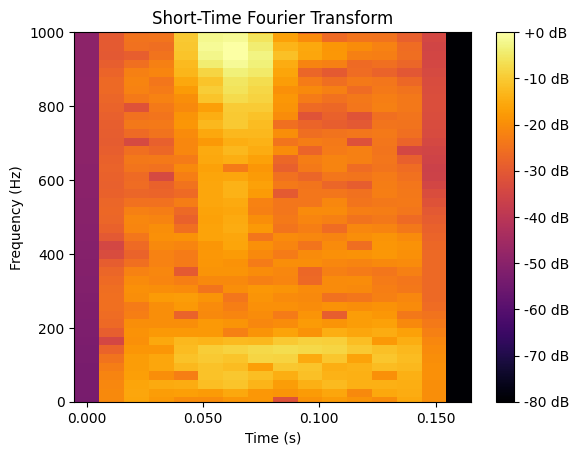 Short-Time Fourier Transform
Frequency (Hz)
1000
800
600
400
200
0
0.000
0.050
0.100
0.150
Time (s)
+0 dB
-10 dB
-20 dB
-30 dB
-40 dB
-50 dB
-60 dB
-70 dB
-80 dB